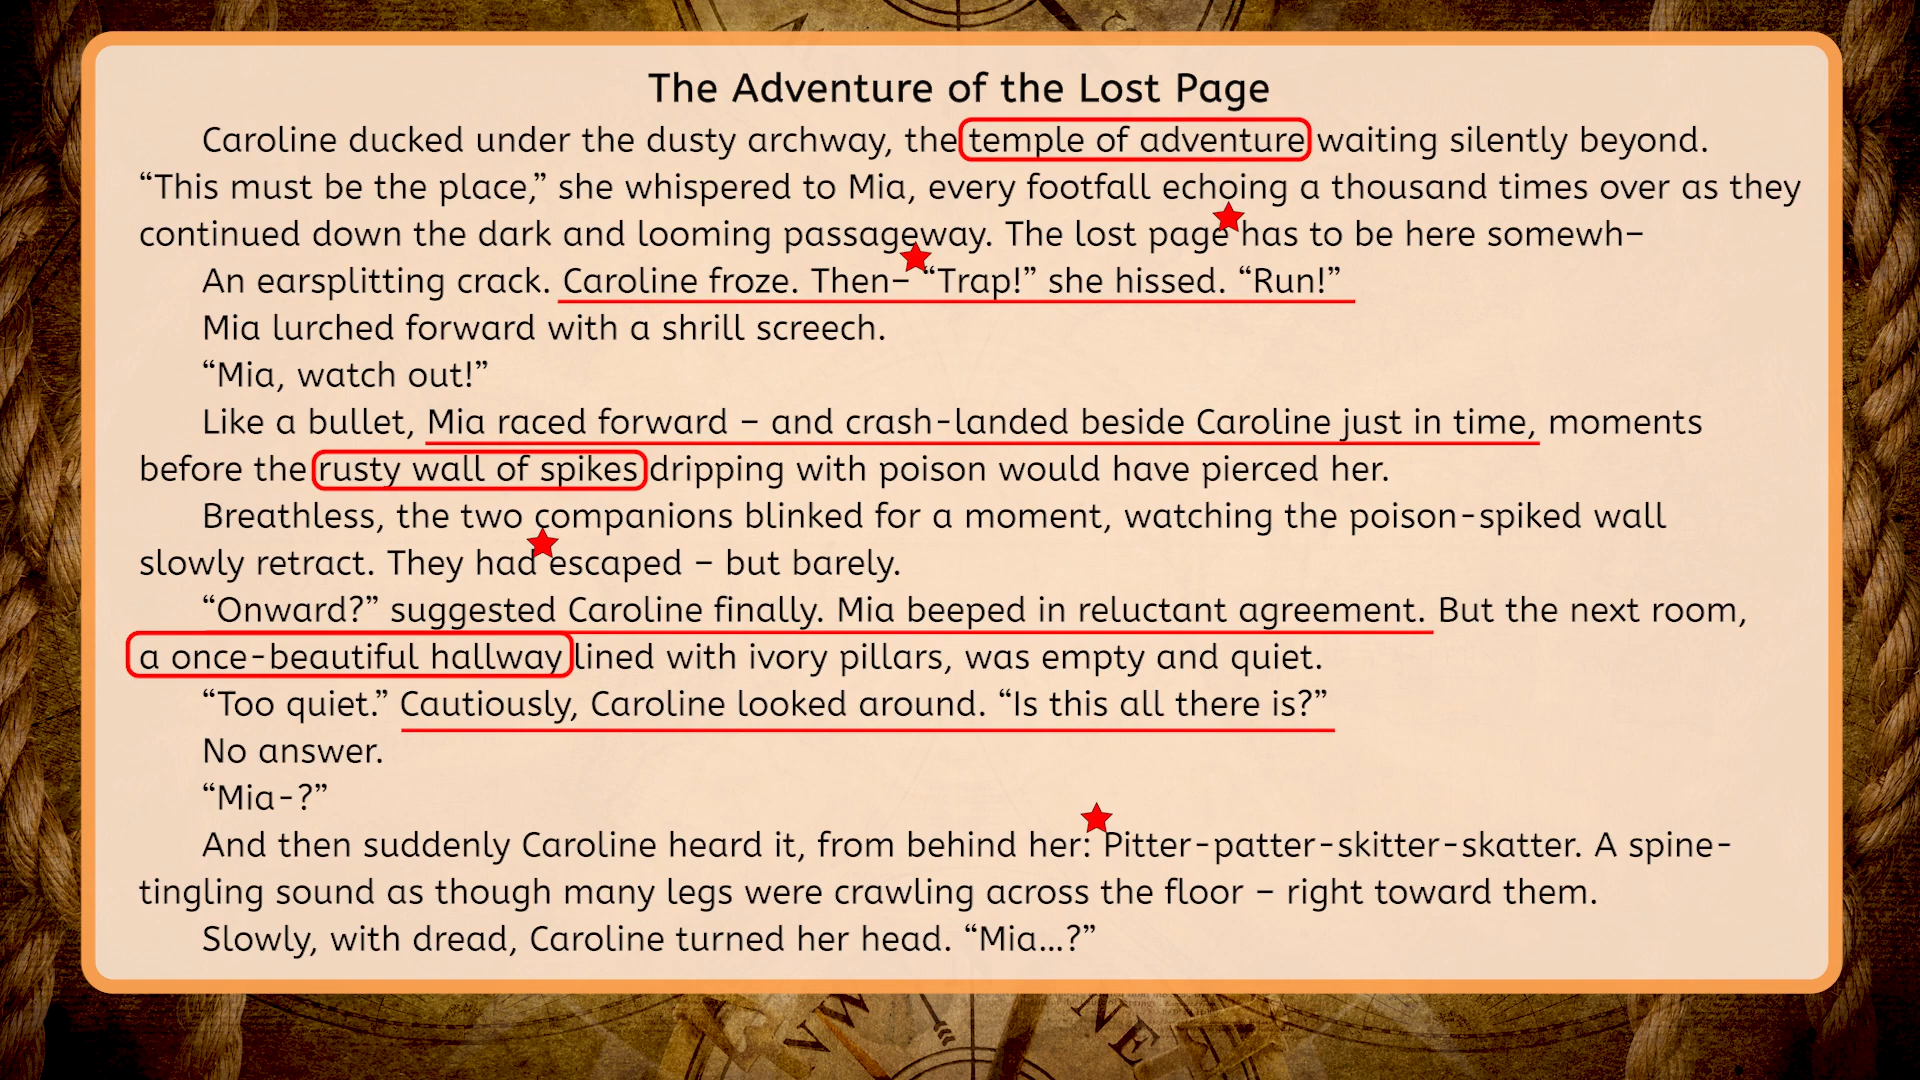 The Adventure of the Lost Page
Caroline ducked under the dusty archway, the temple of adventure waiting silently beyond.
“This must be the place,” she whispered to Mia, every footfall echoing a thousand times over as they
continued down the dark and looming passageway. The lost page has to be here somewh–
An earsplitting crack. Caroline froze. Then– “Trap!” she hissed. “Run!”
Mia lurched forward with a shrill screech.
“Mia, watch out!”
Like a bullet, Mia raced forward – and crash-landed beside Caroline just in time, moments
before the rusty wall of spikes dripping with poison would have pierced her.
Breathless, the two companions blinked for a moment, watching the poison-spiked wall
slowly retract. They had escaped – but barely.
“Onward?” suggested Caroline finally. Mia beeped in reluctant agreement. But the next room,
a once-beautiful hallway lined with ivory pillars, was empty and quiet.
“Too quiet.” Cautiously, Caroline looked around. “Is this all there is?”
No answer.
“Mia-?”
And then suddenly Caroline heard it, from behind her: Pitter-patter-skitter-skatter. A spine-
tingling sound as though many legs were crawling across the floor – right toward them.
Slowly, with dread, Caroline turned her head. “Mia...?”
W
NE